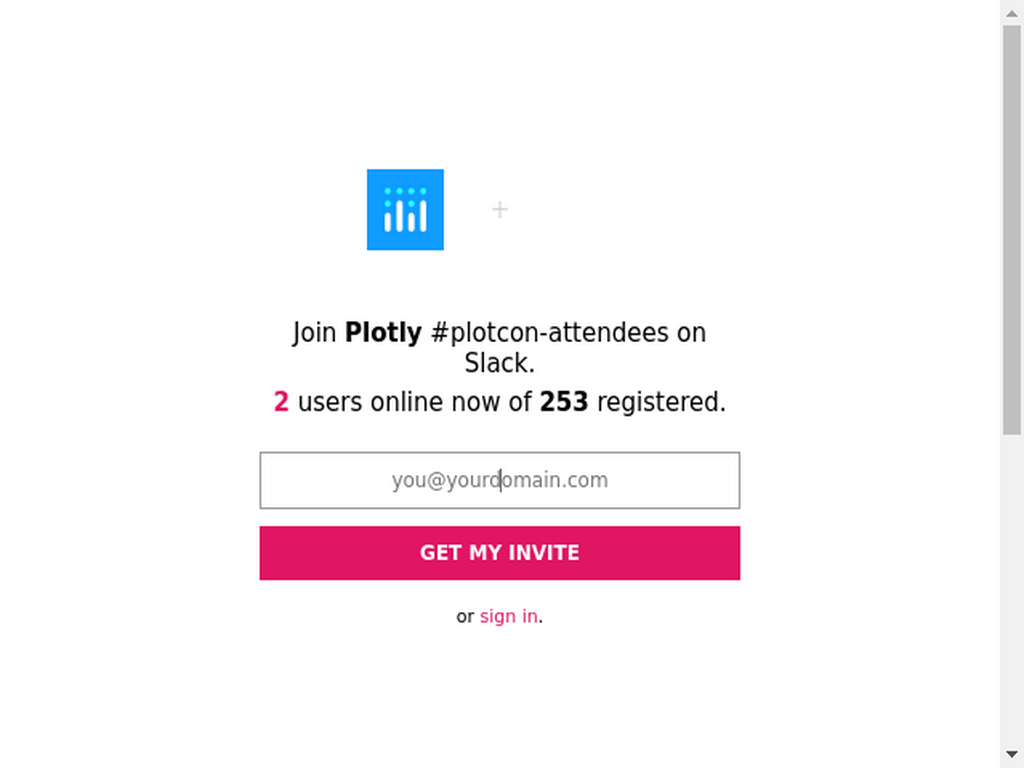 +
Join Plotly #plotcon-attendees on
Slack.
2 users online now of 253 registered.
you@yourdomain.com
GET MY INVITE
or sign in.